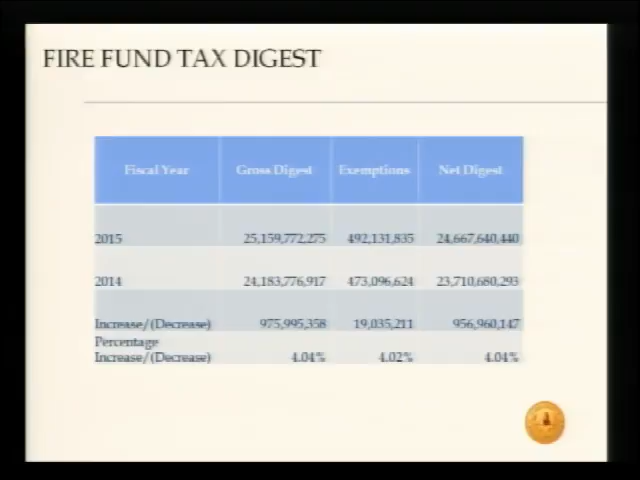 FIRE FUND TAX DIGEST
Fiscal Year Gross Digest Exemptions Net Digest
2015 25,159,772,275 492,131,835 24,667,640,440
2014 24,183,776,917 473,096,624 23,710,680,293
Increase/(Decrease) 975,995,358 19,035,211 956,960,147
Percentage
Increase/(Decrease) 4.04% 4.02% 4.04%